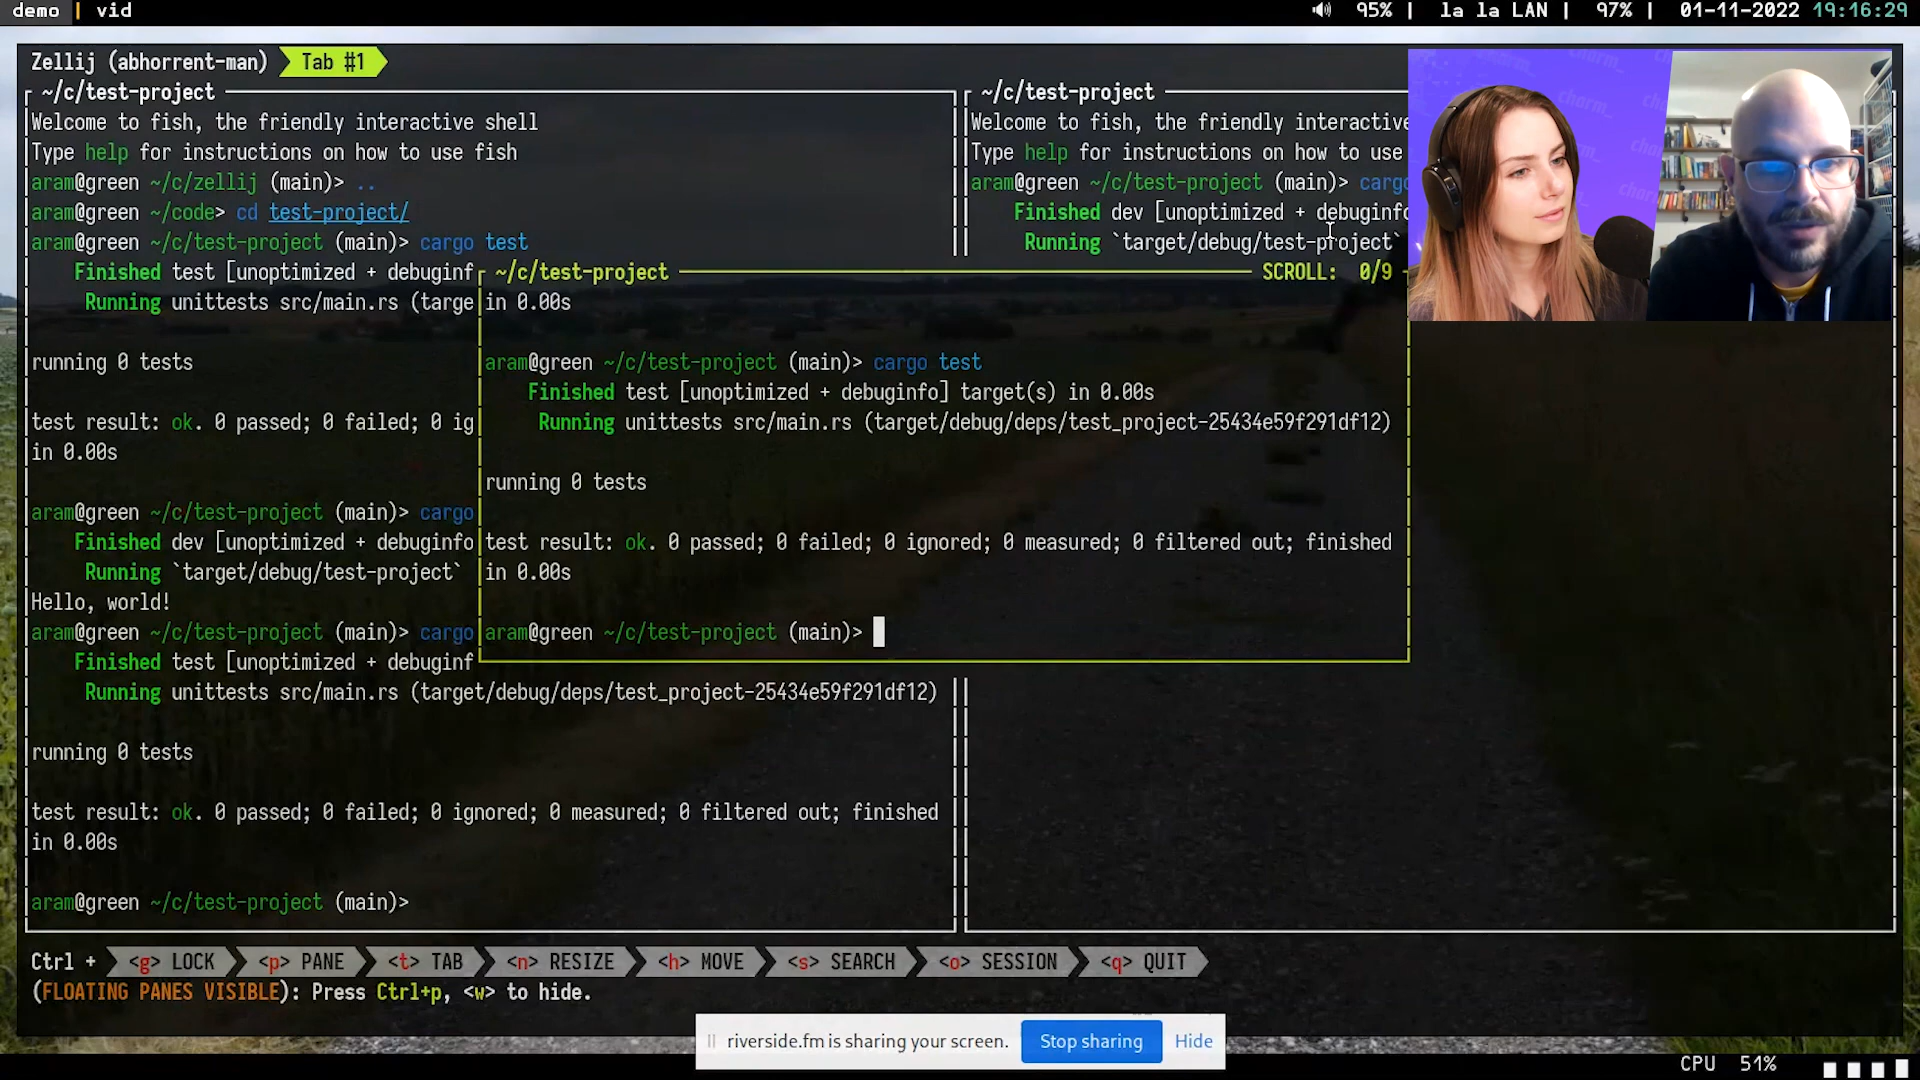 demo | vid
95% | la la LAN | 97% | 01-11-2022 19:16:29
Zellij (abhorrent-man) Tab #1
~/c/test-project
Welcome to fish, the friendly interactive shell
Type help for instructions on how to use fish
aram@green ~/c/zellij (main)> ..
aram@green ~/code> cd test-project/
aram@green ~/c/test-project (main)> cargo test
Finished test [unoptimized + debuginf
Running unittests src/main.rs (targe
running 0 tests
test result: ok. 0 passed; 0 failed; 0 ig
in 0.00s
aram@green ~/c/test-project (main)> cargo
Finished dev [unoptimized + debuginfo
Running `target/debug/test-project`
Hello, world!
aram@green ~/c/test-project (main)> cargo
Finished test [unoptimized + debuginf
Running unittests src/main.rs (target/debug/deps/test_project-25434e59f291df12)
running 0 tests
test result: ok. 0 passed; 0 failed; 0 ignored; 0 measured; 0 filtered out; finished
in 0.00s
aram@green ~/c/test-project (main)>
~/c/test-project
Welcome to fish, the friendly interactive
Type help for instructions on how to use
aram@green ~/c/test-project (main)> cargo
Finished dev [unoptimized + debuginfo
Running `target/debug/test-project`
~/c/test-project SCROLL: 0/9
in 0.00s
aram@green ~/c/test-project (main)> cargo test
Finished test [unoptimized + debuginfo] target(s) in 0.00s
Running unittests src/main.rs (target/debug/deps/test_project-25434e59f291df12)
running 0 tests
test result: ok. 0 passed; 0 failed; 0 ignored; 0 measured; 0 filtered out; finished
in 0.00s
aram@green ~/c/test-project (main)>
Ctrl + <g> LOCK <p> PANE <t> TAB <n> RESIZE <h> MOVE <s> SEARCH <o> SESSION <q> QUIT
(FLOATING PANES VISIBLE): Press Ctrl+p, <w> to hide.
riverside.fm is sharing your screen. Stop sharing Hide
CPU 51%